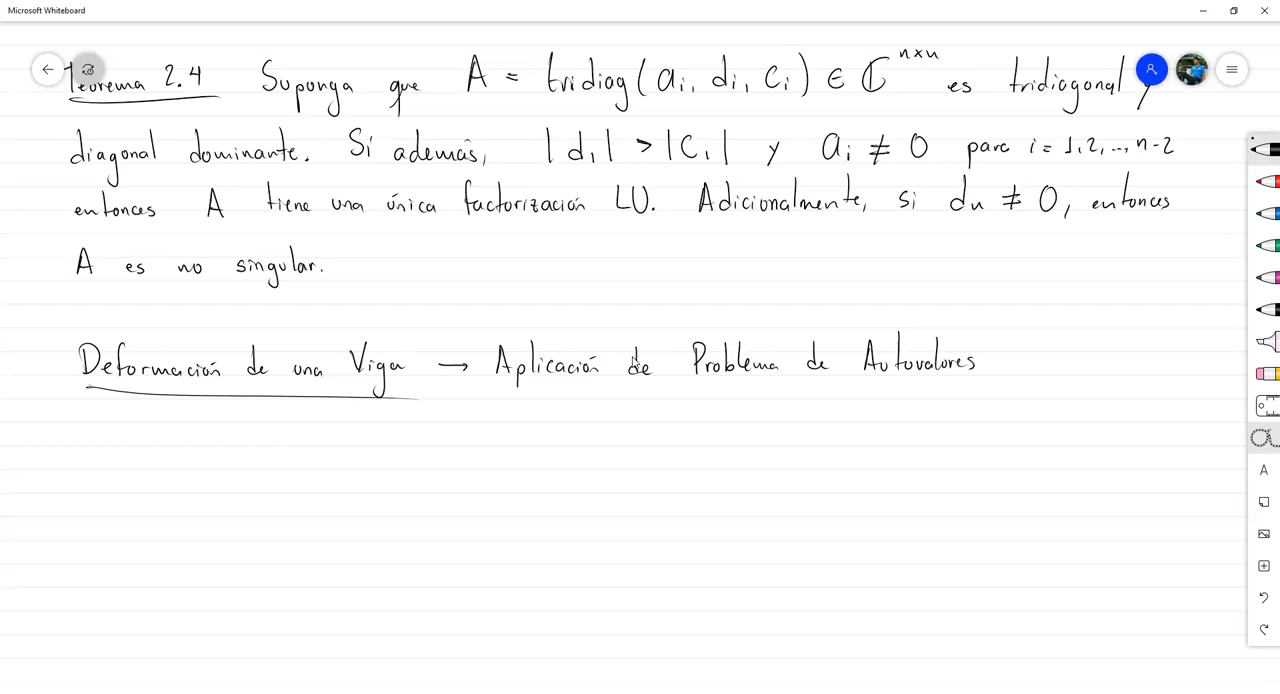 Microsoft Whiteboard
Teorema 2.4 Suponga que A = tridiag(ai, di, ci) ∈ ℂ^{n×n} es tridiagonal y
diagonal dominante. Si además, |d₁| > |c₁| y ai ≠ 0 para i = 1,2,..., n-2
entonces A tiene una única factorización LU. Adicionalmente, si dn ≠ 0, entonces
A es no singular.
Deformación de una Viga → Aplicación de Problema de Autovalores